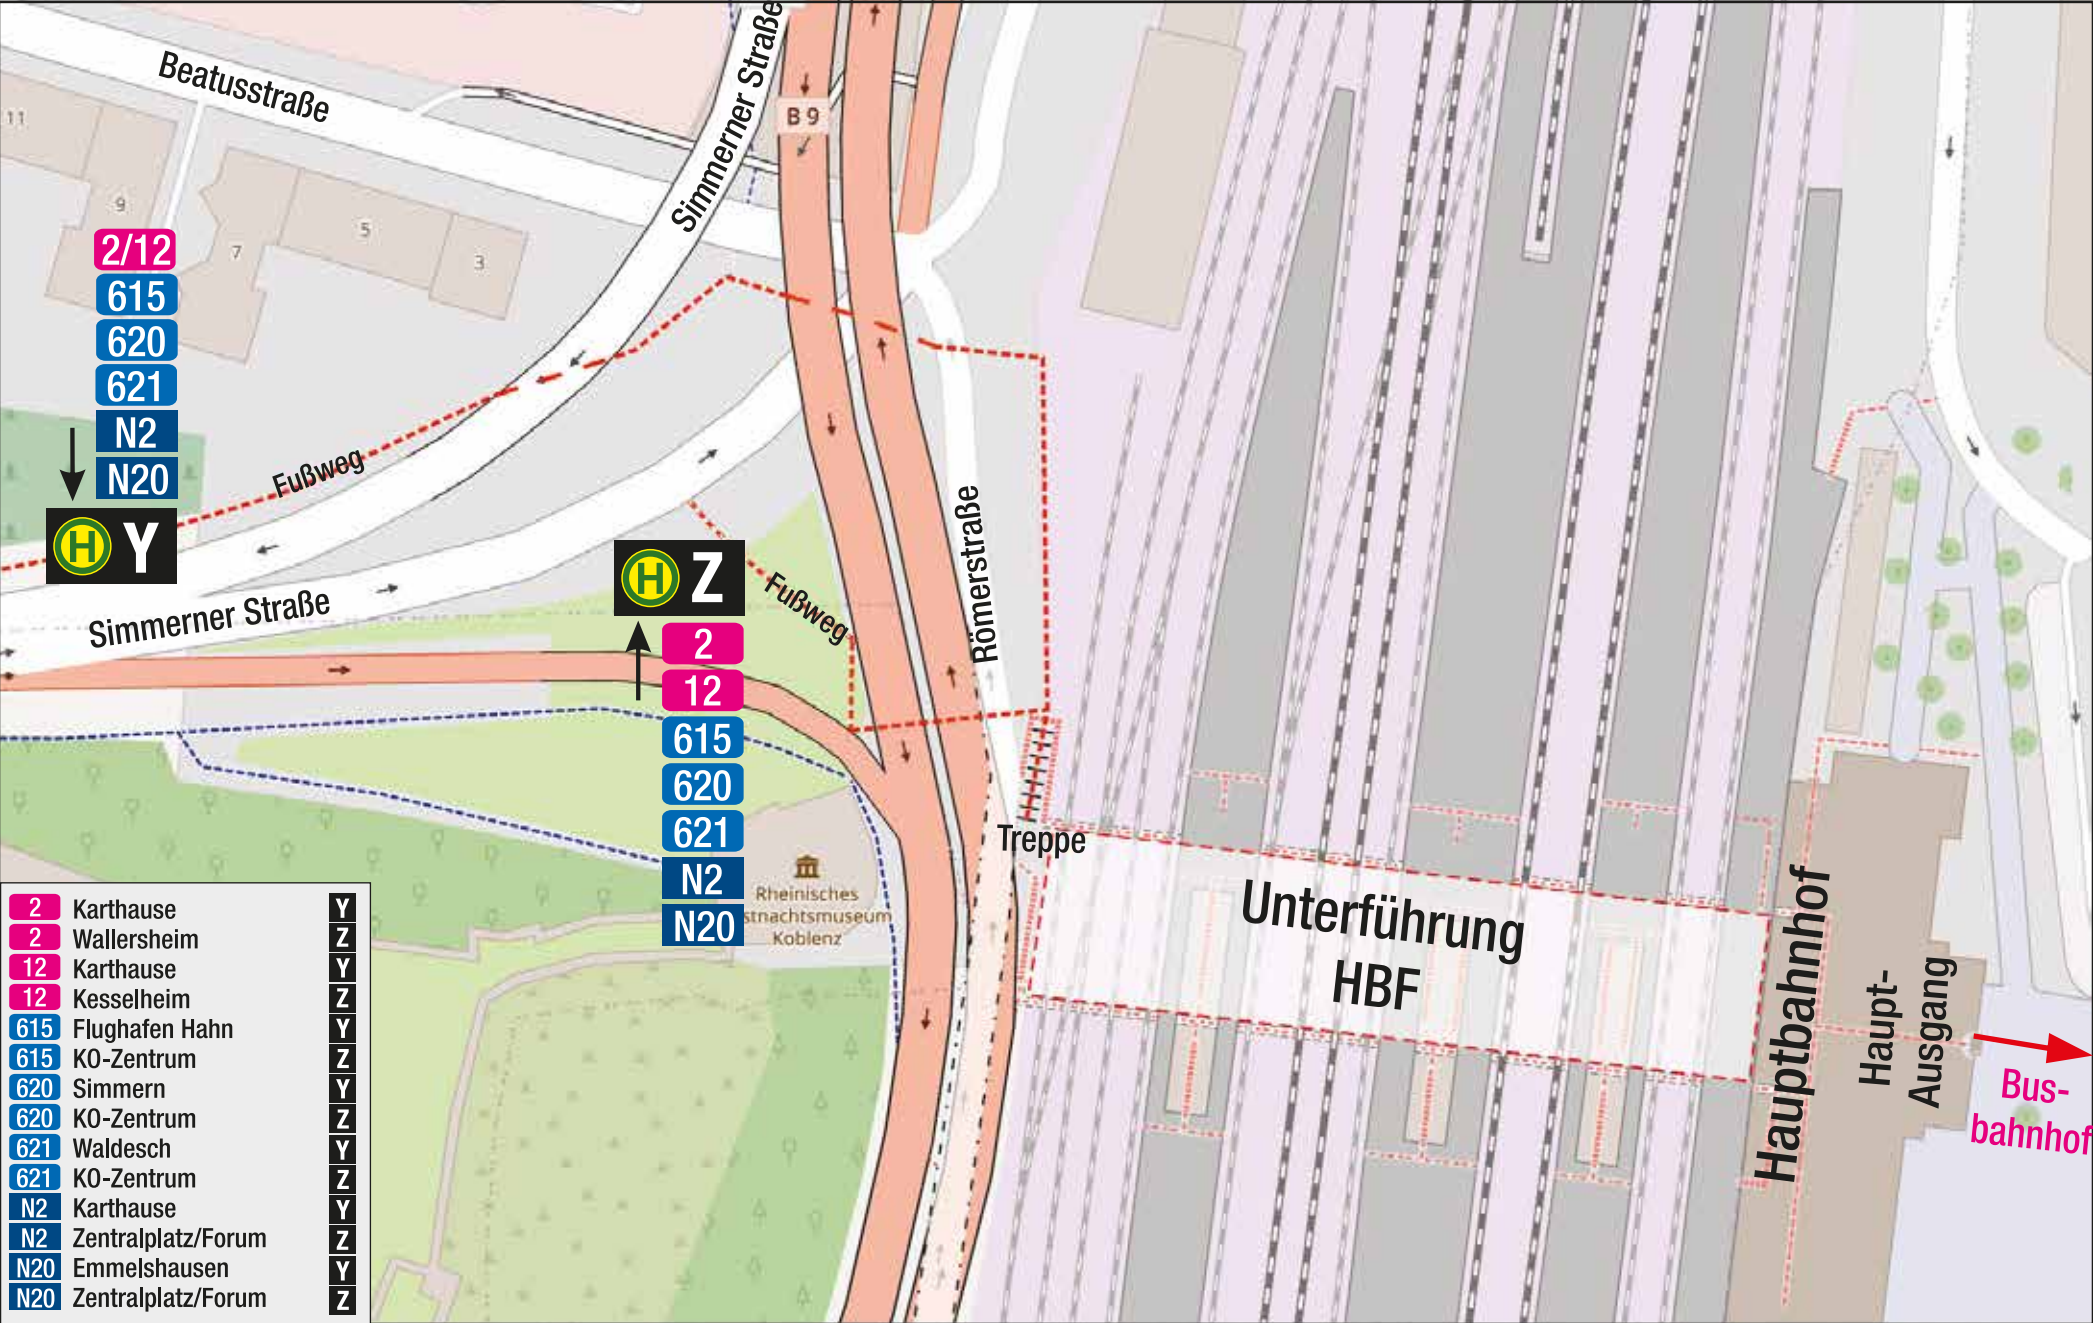 Beatusstraße
Simmerner Straße
B 9
11
9
7
5
3
2/12
615
620
621
N2
N20
H Y
Fußweg
Simmerner Straße
H Z
2
12
615
620
621
N2
N20
Fußweg
Römerstraße
Treppe
Rheinisches
stnachtsmuseum
Koblenz
Unterführung
HBF
Hauptbahnhof
Haupt-
Ausgang
Bus-
bahnhof
2 Karthause Y
2 Wallersheim Z
12 Karthause Y
12 Kesselheim Z
615 Flughafen Hahn Y
615 KO-Zentrum Z
620 Simmern Y
620 KO-Zentrum Z
621 Waldesch Y
621 KO-Zentrum Z
N2 Karthause Y
N2 Zentralplatz/Forum Z
N20 Emmelshausen Y
N20 Zentralplatz/Forum Z